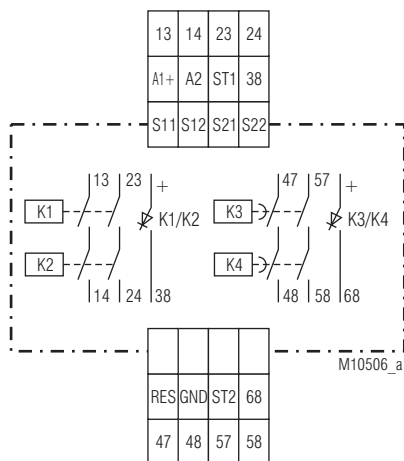 13 14 23 24
A1+ A2 ST1 38
S11 S12 S21 S22
13 23 + 47 57 +
K1 K1/K2 K3 K3/K4
K2 K4
14 24 38 48 58 68
M10506_a
RES GND ST2 68
47 48 57 58